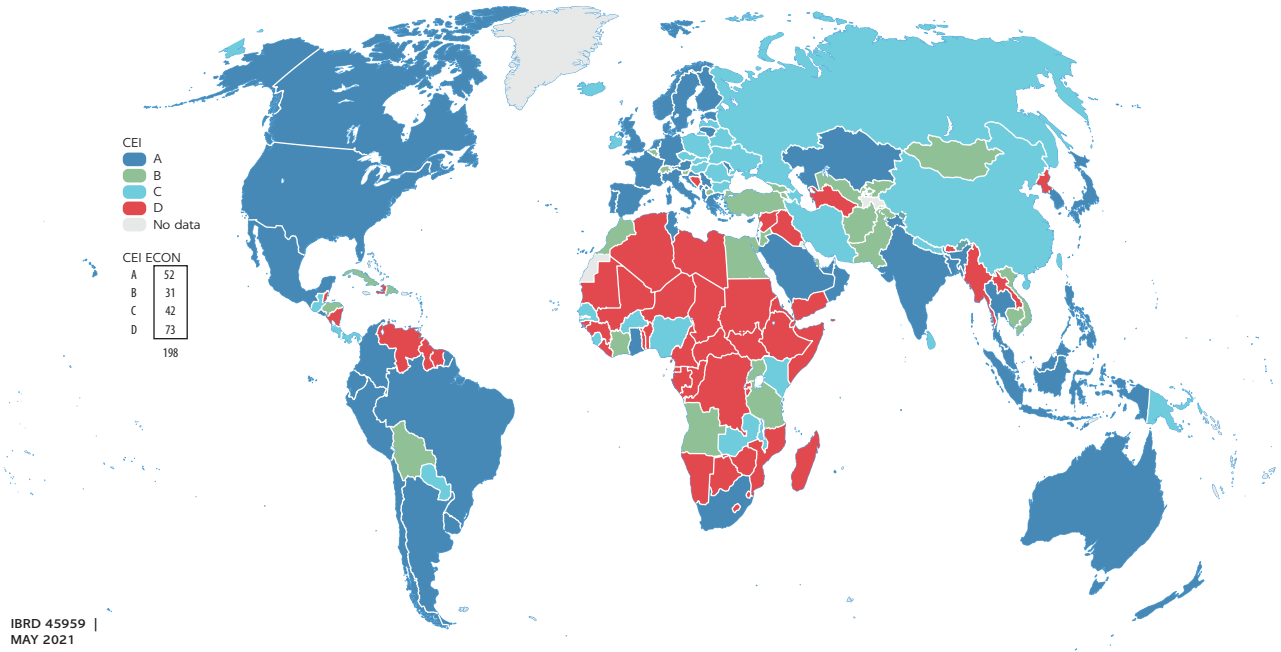 CEI
A
B
C
D
No data
CEI ECON
A 52
B 31
C 42
D 73
198
IBRD 45959 |
MAY 2021